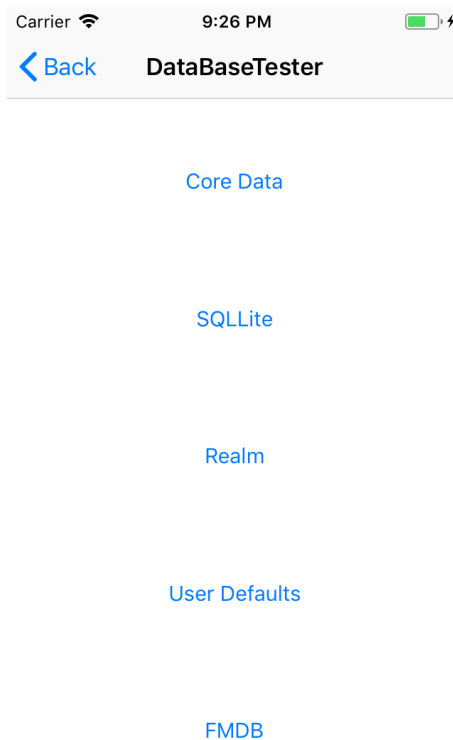 Carrier 9:26 PM
Back DataBaseTester
Core Data
SQLLite
Realm
User Defaults
FMDB